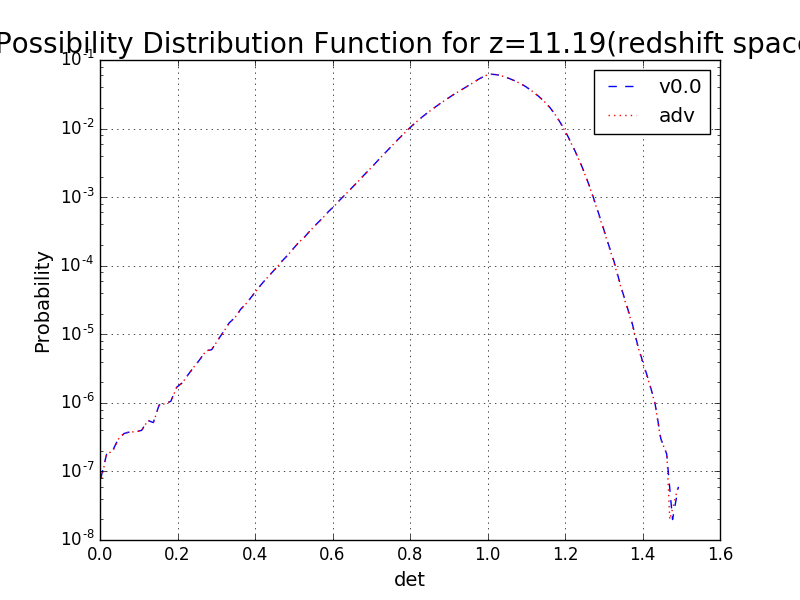 Possibility Distribution Function for z=11.19(redshift space
v0.0
adv
Probability
10^-1
10^-2
10^-3
10^-4
10^-5
10^-6
10^-7
10^-8
0.0 0.2 0.4 0.6 0.8 1.0 1.2 1.4 1.6
det